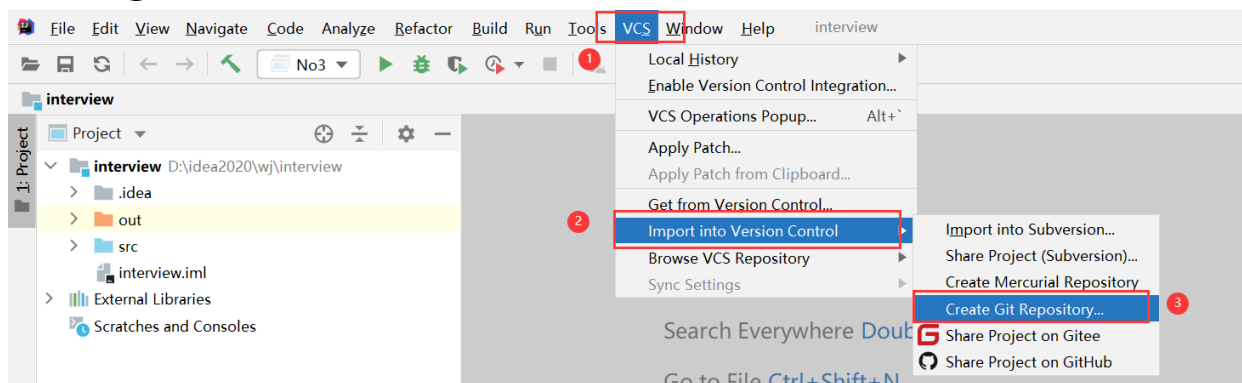 File Edit View Navigate Code Analyze Refactor Build Run Tools VCS Window Help interview
No3
1
Local History
Enable Version Control Integration...
interview
VCS Operations Popup... Alt+`
1: Project
Project
Apply Patch...
interview D:\idea2020\wj\interview
Apply Patch from Clipboard...
.idea
Get from Version Control...
out
2
Import into Version Control
Import into Subversion...
src
Browse VCS Repository
Share Project (Subversion)...
interview.iml
Sync Settings
Create Mercurial Repository
External Libraries
Create Git Repository...
3
Scratches and Consoles
Search Everywhere Doub
Share Project on Gitee
Share Project on GitHub
Go to File Ctrl+Shift+N